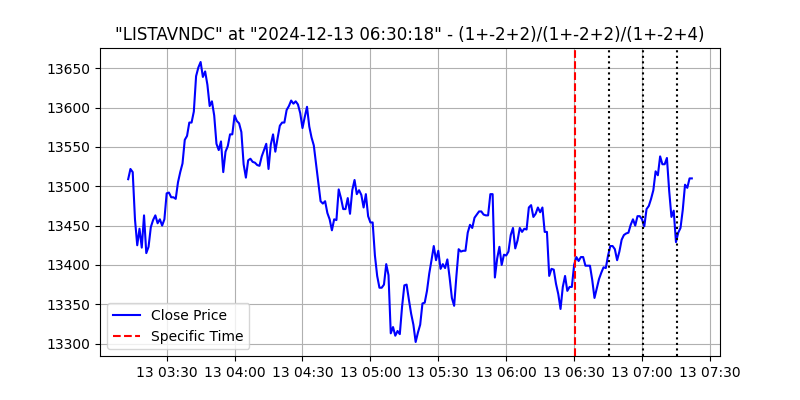 "LISTAVNDC" at "2024-12-13 06:30:18" - (1+-2+2)/(1+-2+2)/(1+-2+4)
13650
13600
13550
13500
13450
13400
13350
13300
Close Price
Specific Time
13 03:30 13 04:00 13 04:30 13 05:00 13 05:30 13 06:00 13 06:30 13 07:00 13 07:30